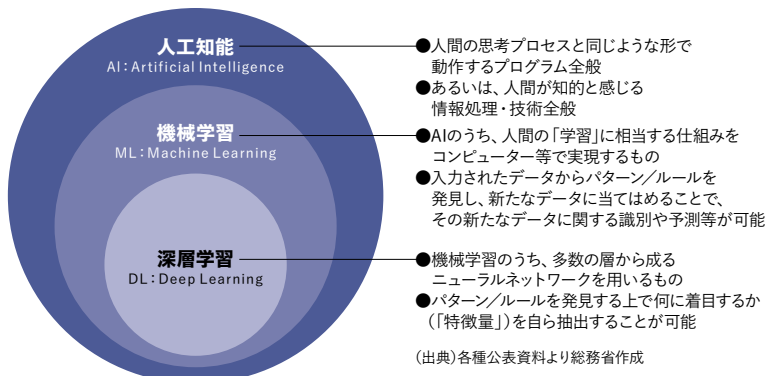 人工知能
AI：Artificial Intelligence
●人間の思考プロセスと同じような形で
動作するプログラム全般
●あるいは、人間が知的と感じる
情報処理・技術全般
機械学習
ML：Machine Learning
●AIのうち、人間の「学習」に相当する仕組みを
コンピューター等で実現するもの
●入力されたデータからパターン／ルールを
発見し、新たなデータに当てはめることで、
その新たなデータに関する識別や予測等が可能
深層学習
DL：Deep Learning
●機械学習のうち、多数の層から成る
ニューラルネットワークを用いるもの
●パターン／ルールを発見する上で何に着目するか
（「特徴量」）を自ら抽出することが可能
（出典）各種公表資料より総務省作成